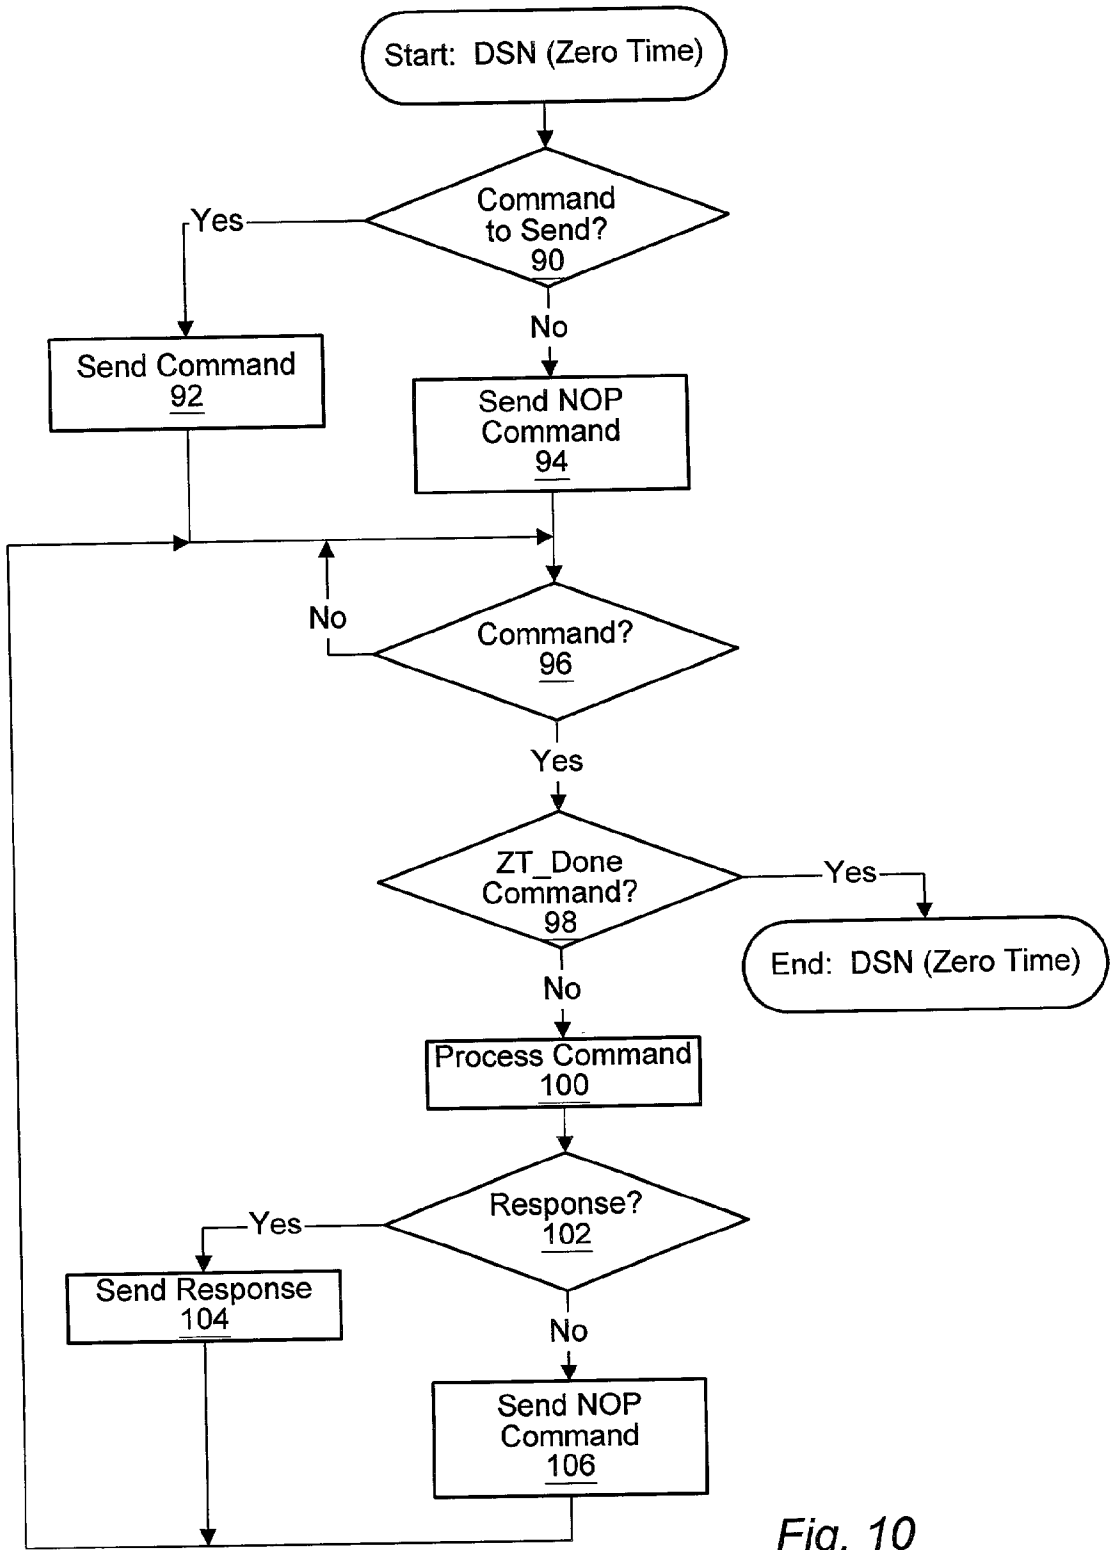 Start: DSN (Zero Time)
Command
to Send?
90
Yes
No
Send Command
92
Send NOP
Command
94
No
Command?
96
Yes
ZT_Done
Command?
98
Yes
End: DSN (Zero Time)
No
Process Command
100
Response?
102
Yes
Send Response
104
No
Send NOP
Command
106
Fig. 10